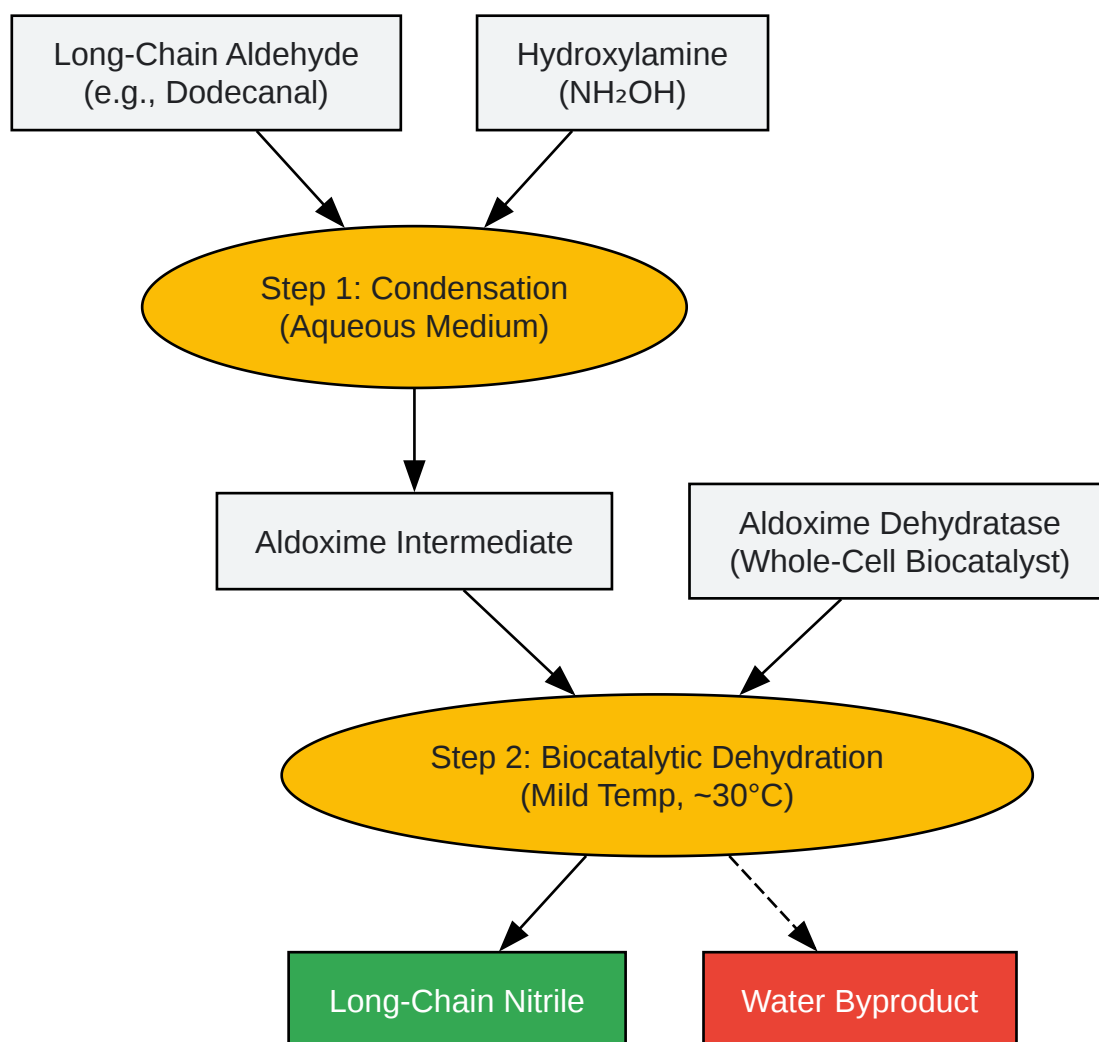 Long-Chain Aldehyde
(e.g., Dodecanal)
Hydroxylamine
(NH₂OH)
Step 1: Condensation
(Aqueous Medium)
Aldoxime Intermediate
Aldoxime Dehydratase
(Whole-Cell Biocatalyst)
Step 2: Biocatalytic Dehydration
(Mild Temp, ~30°C)
Long-Chain Nitrile
Water Byproduct